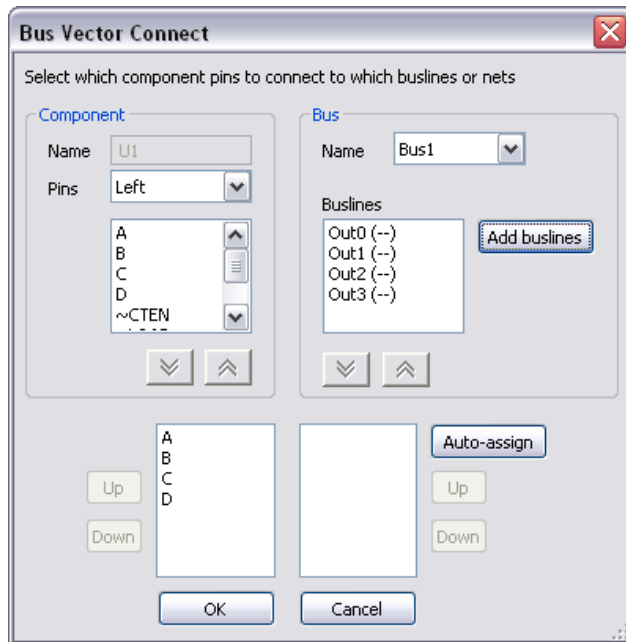 Bus Vector Connect
Select which component pins to connect to which buslines or nets
Component
Name U1
Pins Left
A
B
C
D
~CTEN
Bus
Name Bus1
Buslines
Out0 (--)
Out1 (--)
Out2 (--)
Out3 (--)
Add buslines
A
B
C
D
Up
Down
Auto-assign
Up
Down
OK
Cancel